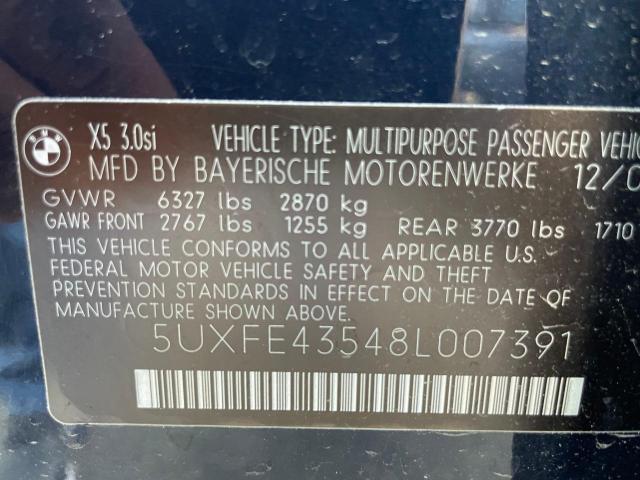 BMW X5 3.0si VEHICLE TYPE: MULTIPURPOSE PASSENGER VEHIC
MFD BY BAYERISCHE MOTORENWERKE 12/0
GVWR 6327 lbs 2870 kg
GAWR FRONT 2767 lbs 1255 kg REAR 3770 lbs 1710
THIS VEHICLE CONFORMS TO ALL APPLICABLE U.S.
FEDERAL MOTOR VEHICLE SAFETY AND THEFT
PREVENTION STANDARDS IN EFFECT ON THE DATE OF
MANUFACTURE SHOWN ABOVE.
5UXFE43548L007391